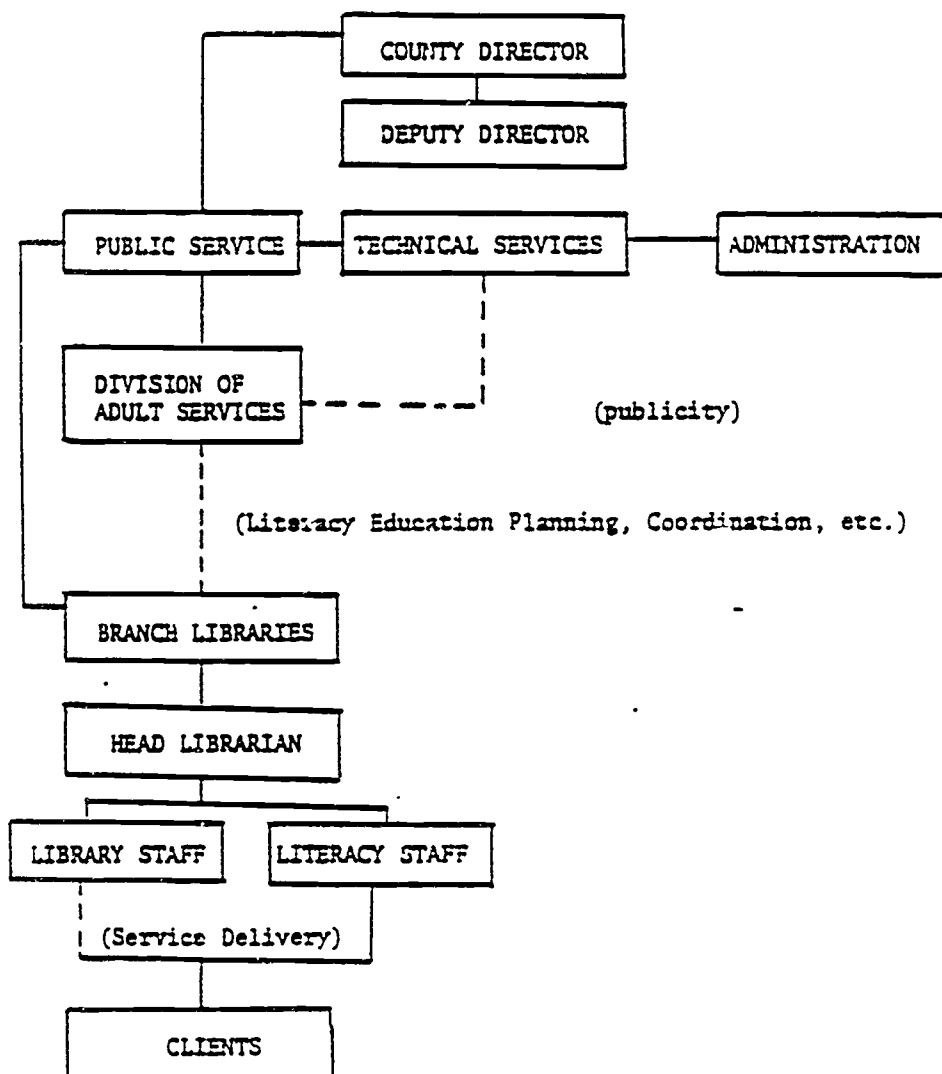 COUNTY DIRECTOR
DEPUTY DIRECTOR
PUBLIC SERVICE
TECHNICAL SERVICES
ADMINISTRATION
DIVISION OF
ADULT SERVICES
(publicity)
(Literacy Education Planning, Coordination, etc.)
BRANCH LIBRARIES
HEAD LIBRARIAN
LIBRARY STAFF
LITERACY STAFF
(Service Delivery)
CLIENTS